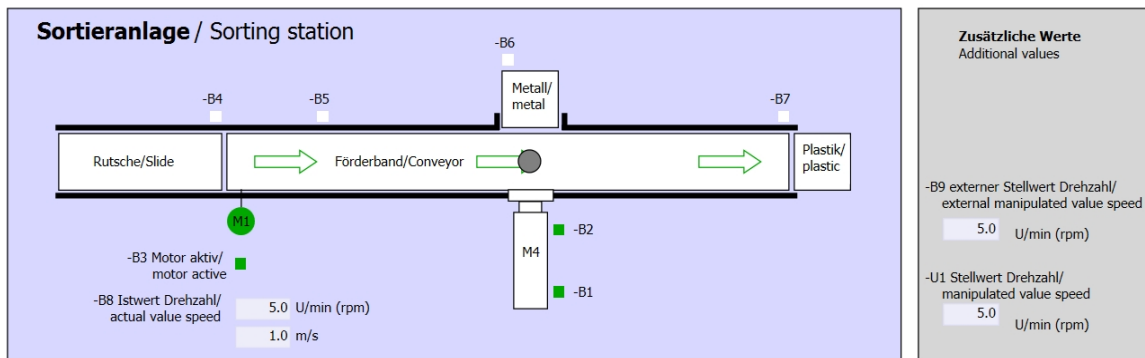 Sortieranlage / Sorting station
-B6
Metall/
metal
-B4
-B5
-B7
Rutsche/Slide
Förderband/Conveyor
Plastik/
plastic
M1
M4
-B2
-B1
-B3 Motor aktiv/
motor active
-B8 Istwert Drehzahl/
actual value speed
5.0 U/min (rpm)
1.0 m/s
Zusätzliche Werte
Additional values
-B9 externer Stellwert Drehzahl/
external manipulated value speed
5.0 U/min (rpm)
-U1 Stellwert Drehzahl/
manipulated value speed
5.0 U/min (rpm)